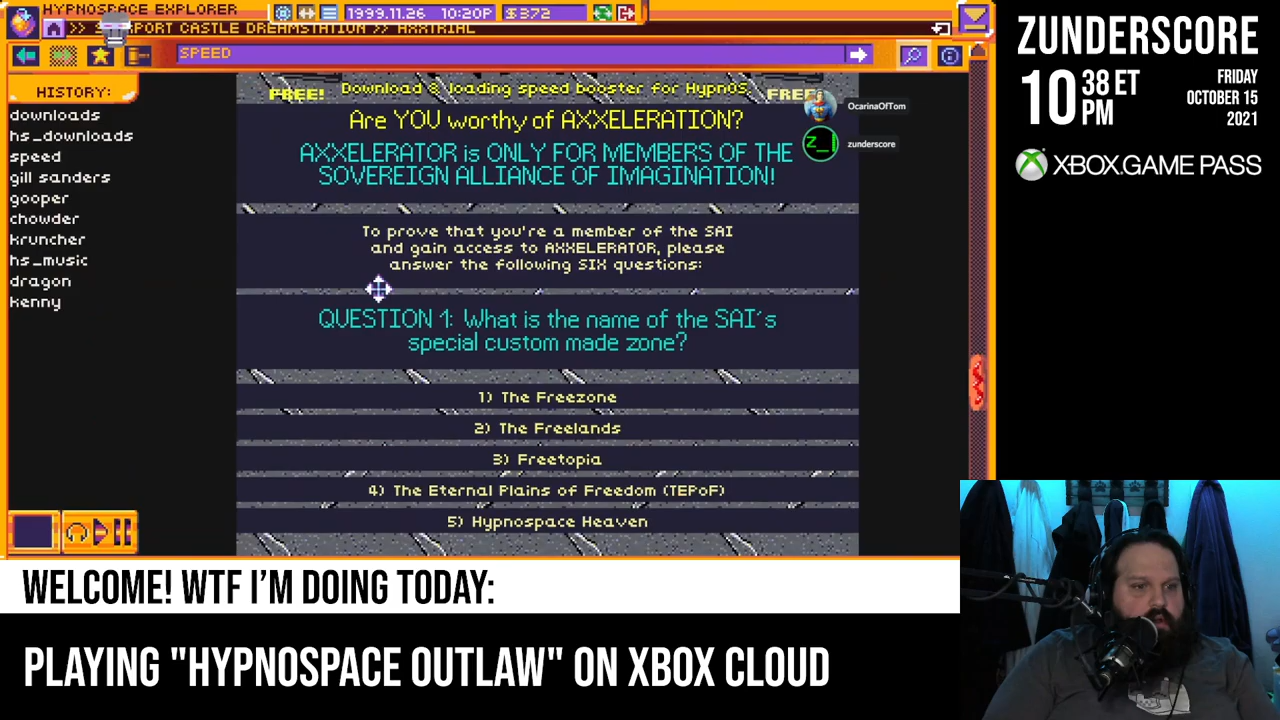 HYPNOSPACE EXPLORER
1999.11.26 10:20P $372
CASTLE DREAMSTATION >> AXXTRIAL
SPEED
HISTORY:
downloads
hs_downloads
speed
gill sanders
gooper
chowder
kruncher
hs_music
dragon
kenny
FREE! Download & loading speed booster for HypnOS FREE!
Are YOU worthy of AXXELERATION?
AXXELERATOR is ONLY FOR MEMBERS OF THE
SOVEREIGN ALLIANCE OF IMAGINATION!
To prove that you're a member of the SAI
and gain access to AXXELERATOR, please
answer the following SIX questions:
QUESTION 1: What is the name of the SAI's
special custom made zone?
1) The Freezone
2) The Freelands
3) Freetopia
4) The Eternal Plains of Freedom (TEPoF)
5) Hypnospace Heaven
OcarinaOfTom
z_
zunderscore
ZUNDERSCORE
10 38 ET
PM
FRIDAY
OCTOBER 15
2021
XBOX GAME PASS
WELCOME! WTF I'M DOING TODAY:
PLAYING "HYPNOSPACE OUTLAW" ON XBOX CLOUD